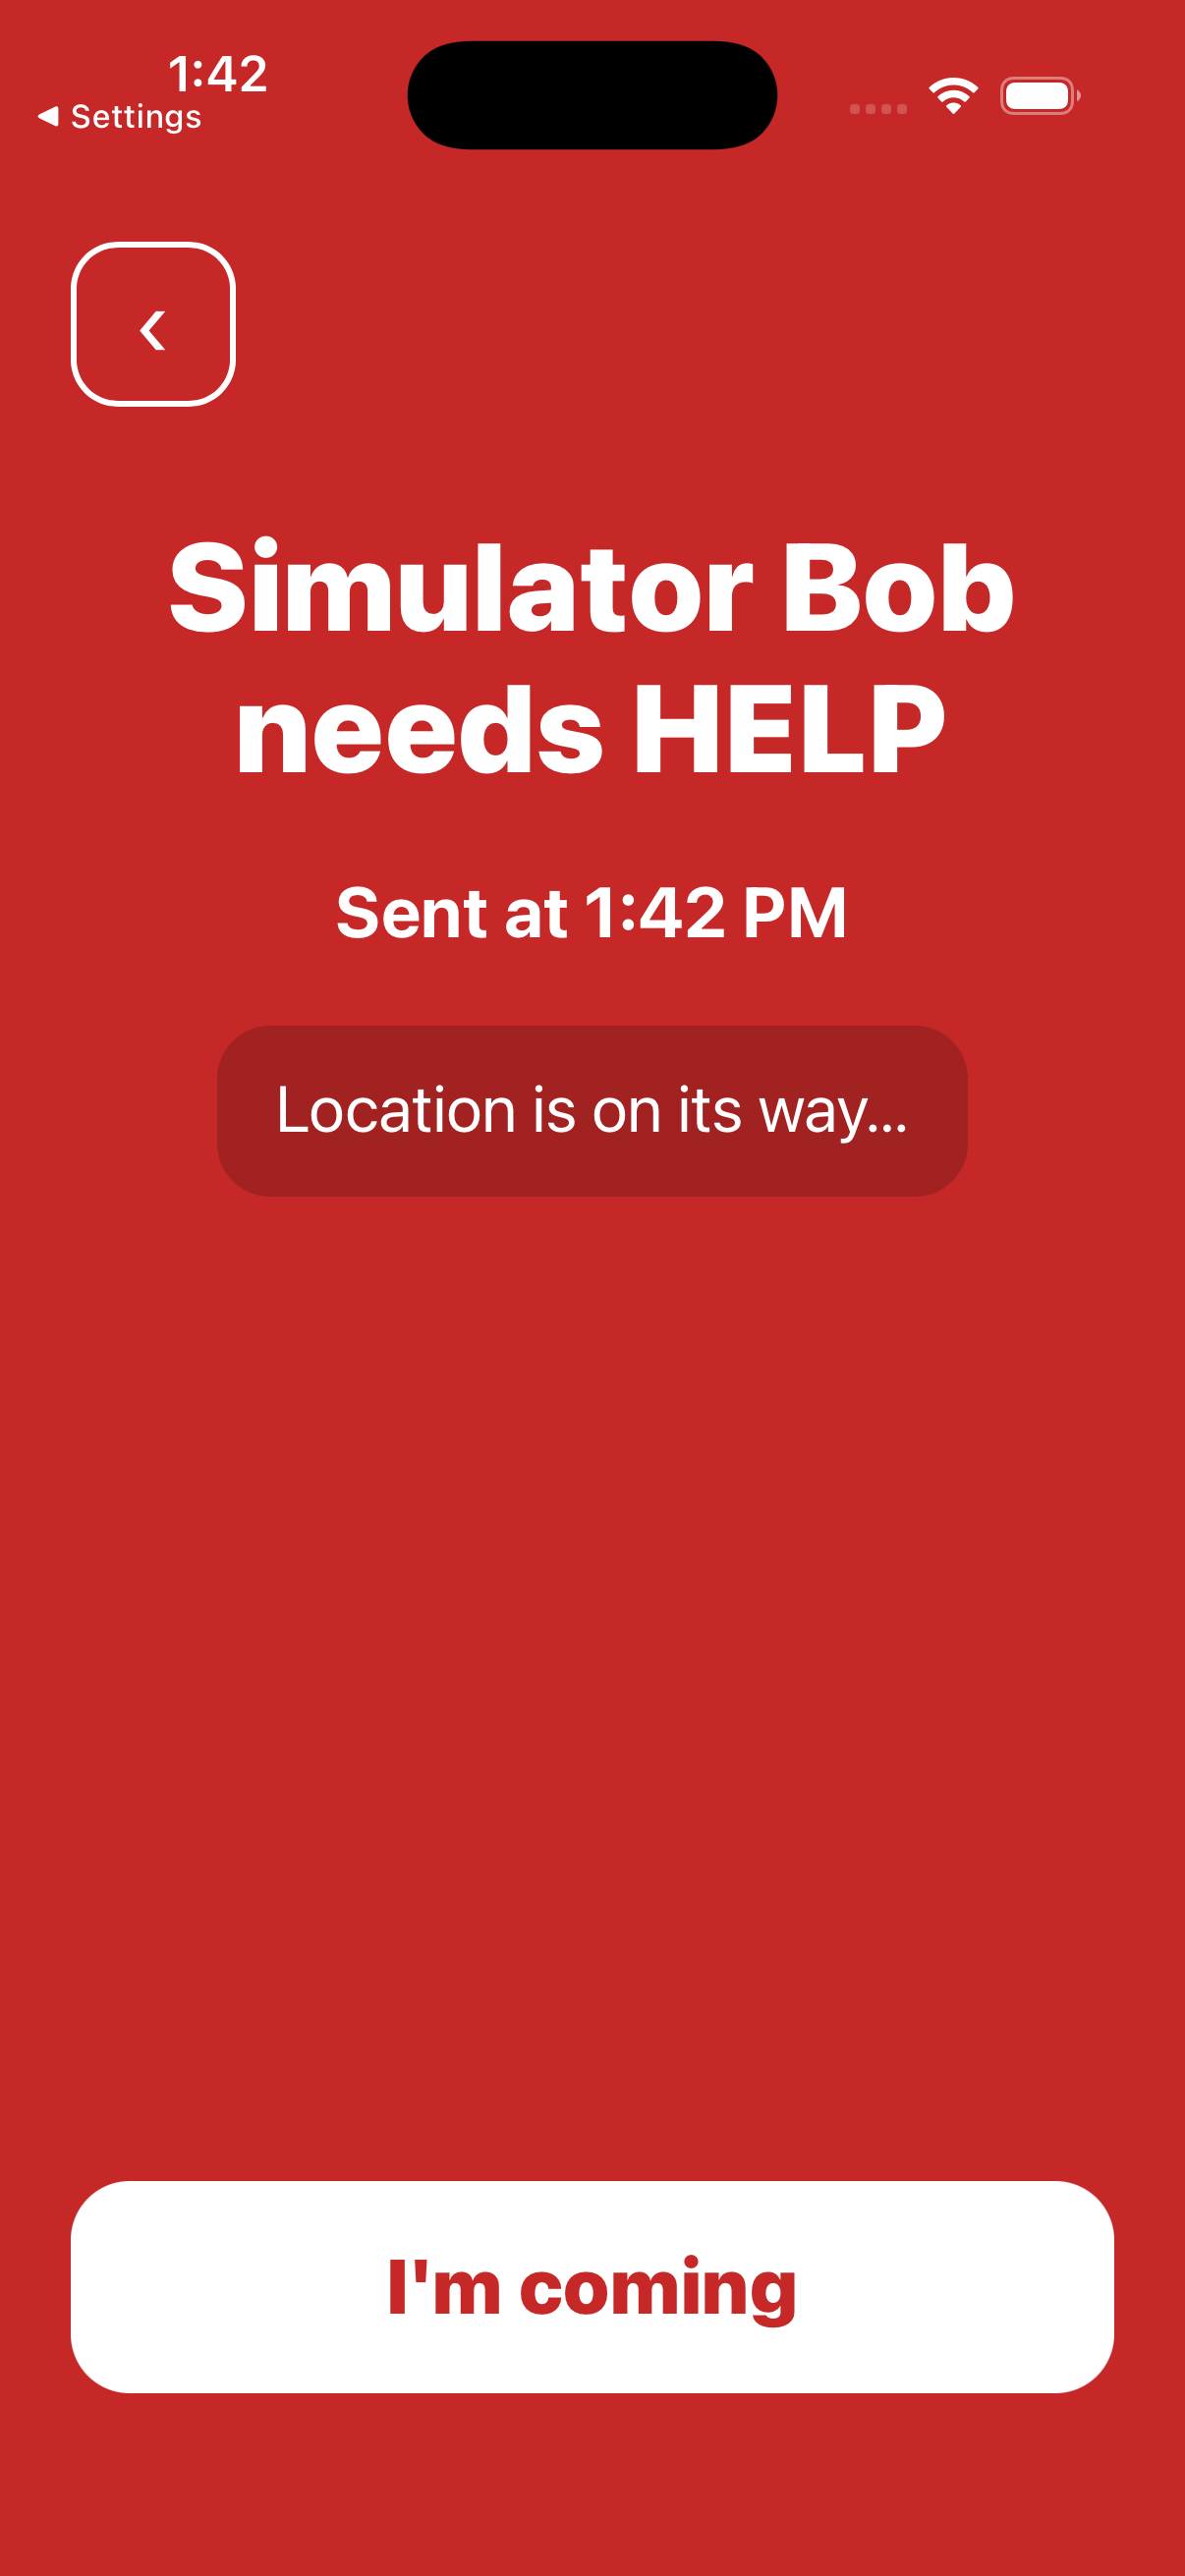 1:42
Settings
Simulator Bob
needs HELP
Sent at 1:42 PM
Location is on its way...
I'm coming